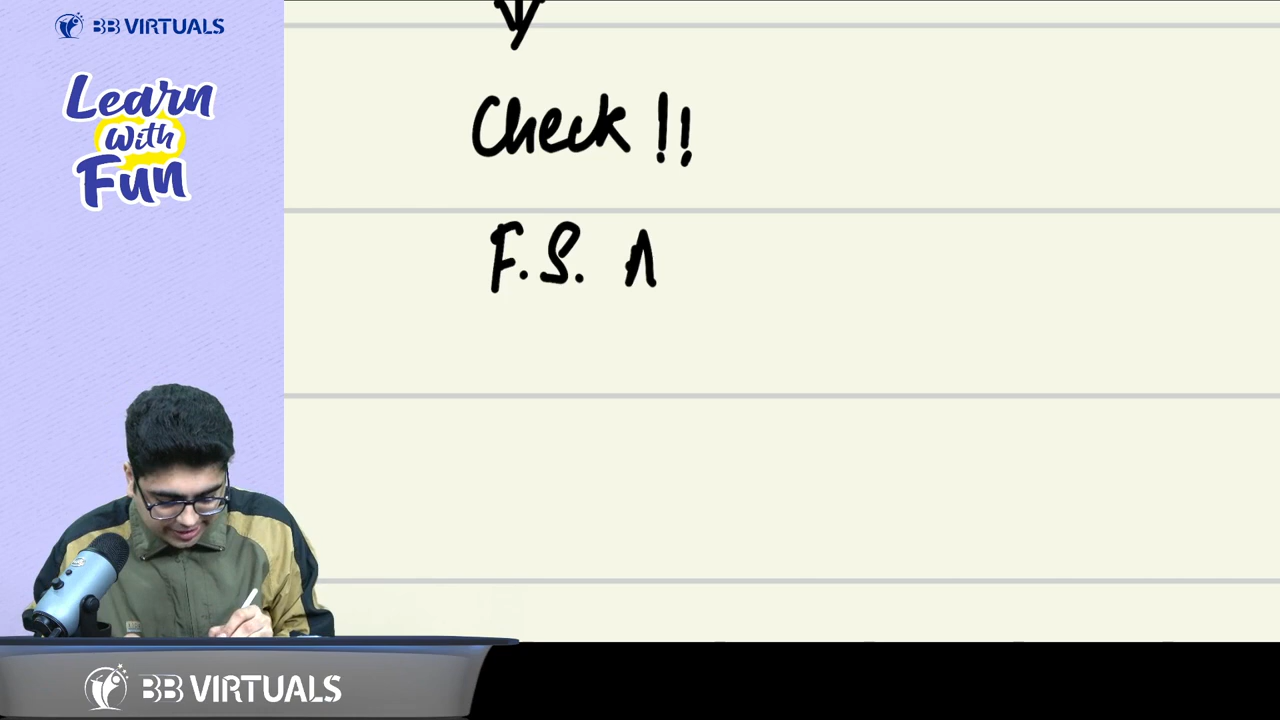 BB VIRTUALS
Learn
With
Fun
Check !!
F.S. A
BB VIRTUALS